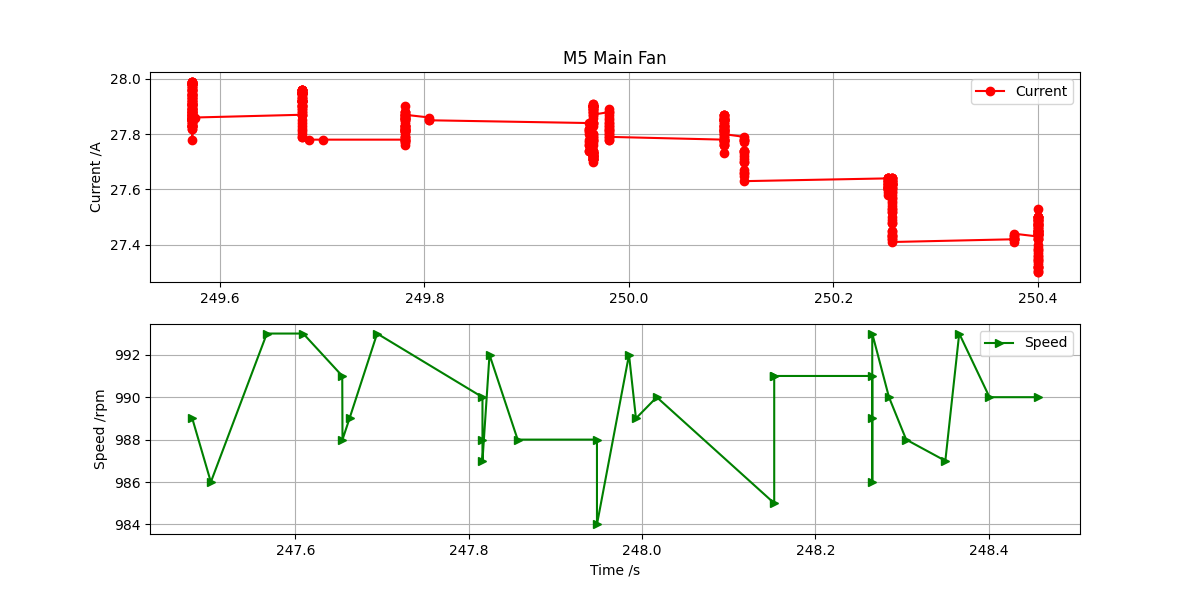 M5 Main Fan
28.0
27.8
27.6
27.4
Current /A
Current
249.6 249.8 250.0 250.2 250.4
992
990
988
986
984
Speed /rpm
Speed
247.6 247.8 248.0 248.2 248.4
Time /s